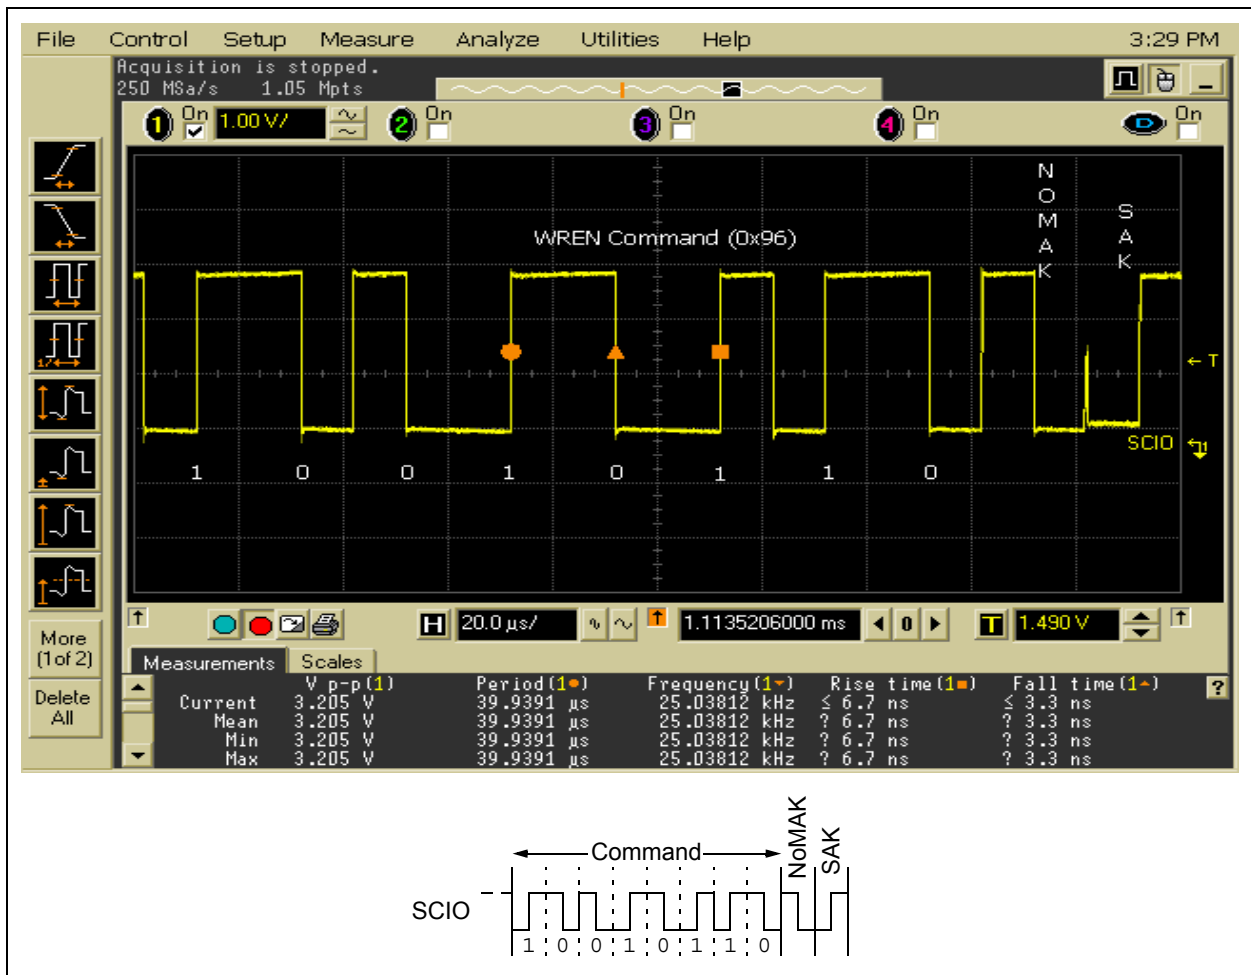 File Control Setup Measure Analyze Utilities Help 3:29 PM
Acquisition is stopped.
250 MSa/s 1.05 Mpts
1 On 1.00 V/ 2 On 3 On 4 On D On
NOMAK
SAK
WREN Command (0x96)
T
SCIO
1 0 0 1 0 1 1 0
H 20.0 µs/ 1.1135206000 ms 0 T 1.490 V
More
(1 of 2)
Delete
All
Measurements Scales
V p-p(1) Period(1) Frequency(1) Rise time(1) Fall time(1) ?
Current 3.205 V 39.9391 µs 25.03812 kHz ≤ 6.7 ns ≤ 3.3 ns
Mean 3.205 V 39.9391 µs 25.03812 kHz ? 6.7 ns ? 3.3 ns
Min 3.205 V 39.9391 µs 25.03812 kHz ? 6.7 ns ? 3.3 ns
Max 3.205 V 39.9391 µs 25.03812 kHz ? 6.7 ns ? 3.3 ns
Command NoMAK SAK
SCIO
1 0 0 1 0 1 1 0